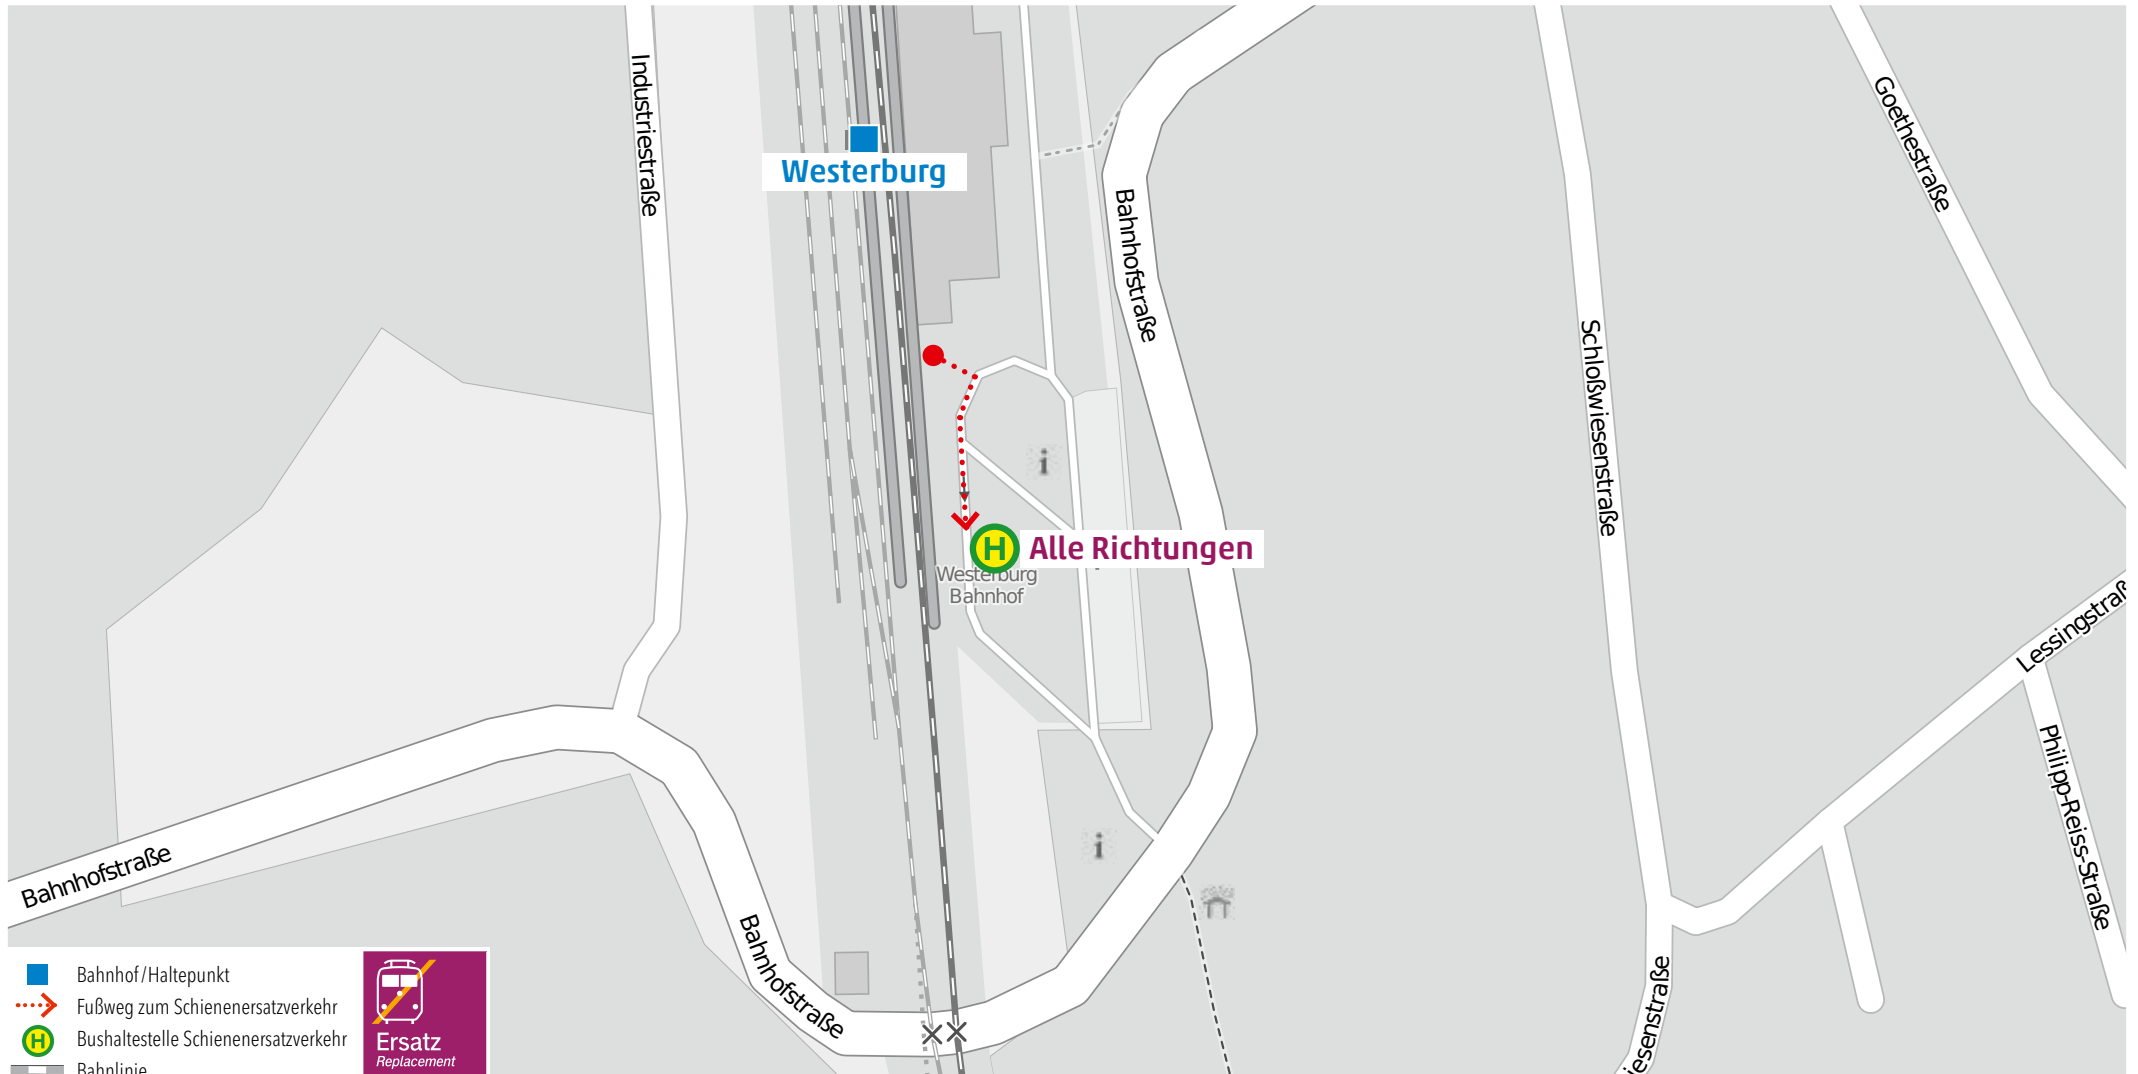 Industriestraße
Westerburg
Bahnhofstraße
Goethestraße
Schloßwiesenstraße
H Alle Richtungen
Westerburg
Bahnhof
i
i
Lessingstraß
Philipp-Reiss-Straße
Bahnhofstraße
Bahnhofstraße
iesenstraße
Bahnhof/Haltepunkt
Fußweg zum Schienenersatzverkehr
H Bushaltestelle Schienenersatzverkehr
Bahnlinie
Ersatz
Replacement